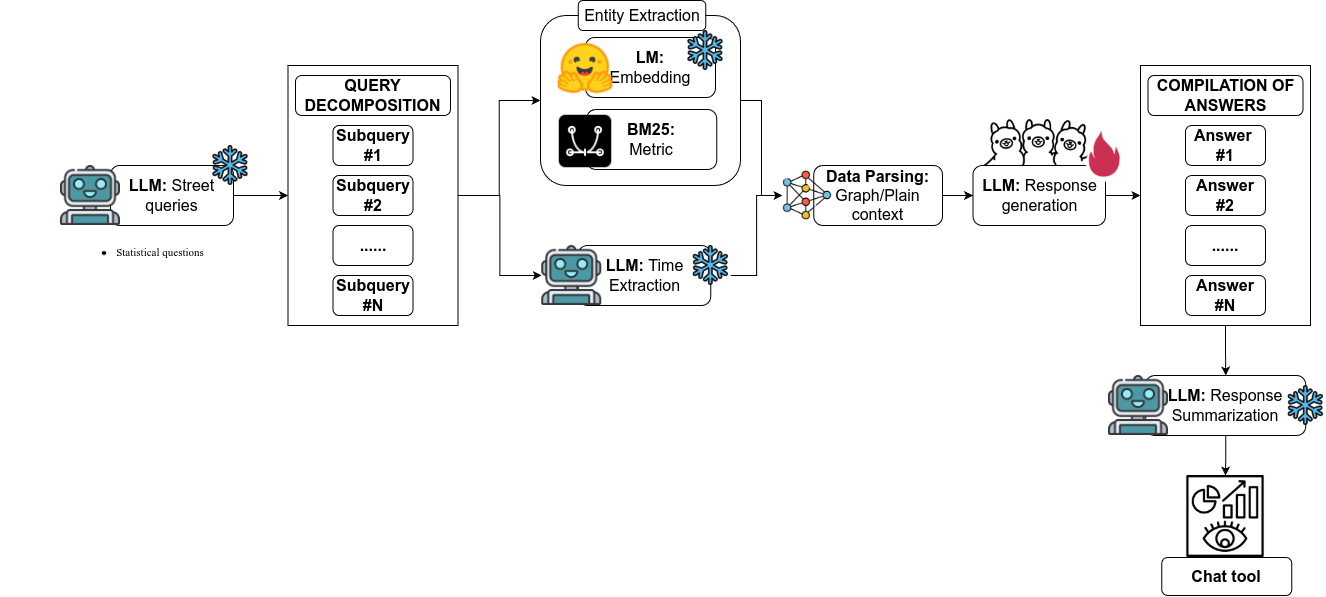 LLM: Street
queries
• Statistical questions
QUERY
DECOMPOSITION
Subquery
#1
Subquery
#2
......
Subquery
#N
Entity Extraction
LM:
Embedding
BM25:
Metric
LLM: Time
Extraction
Data Parsing:
Graph/Plain
context
LLM: Response
generation
COMPILATION OF
ANSWERS
Answer
#1
Answer
#2
......
Answer
#N
LLM: Response
Summarization
Chat tool